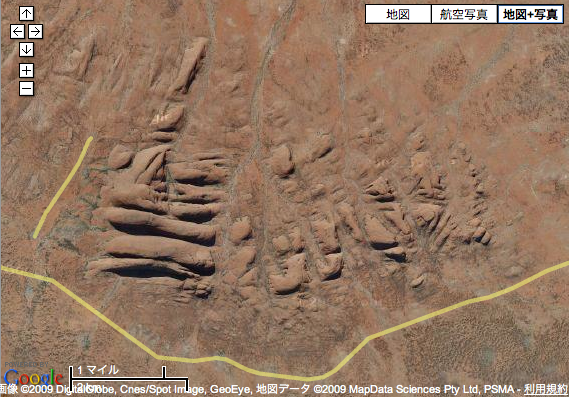 地図 航空写真 地図+写真
1 マイル
2 km
Google
画像 ©2009 DigitalGlobe, Cnes/Spot Image, GeoEye, 地図データ ©2009 MapData Sciences Pty Ltd, PSMA - 利用規約